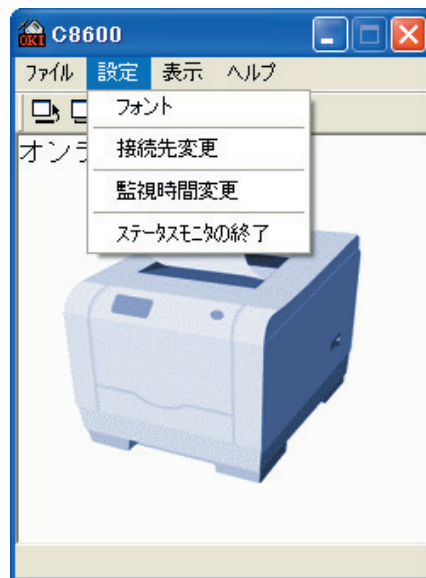 OKI C8600
ﾌｧｲﾙ 設定 表示 ヘルプ
フォント
オンラ
接続先変更
監視時間変更
ｽﾃｰﾀｽﾓﾆﾀの終了